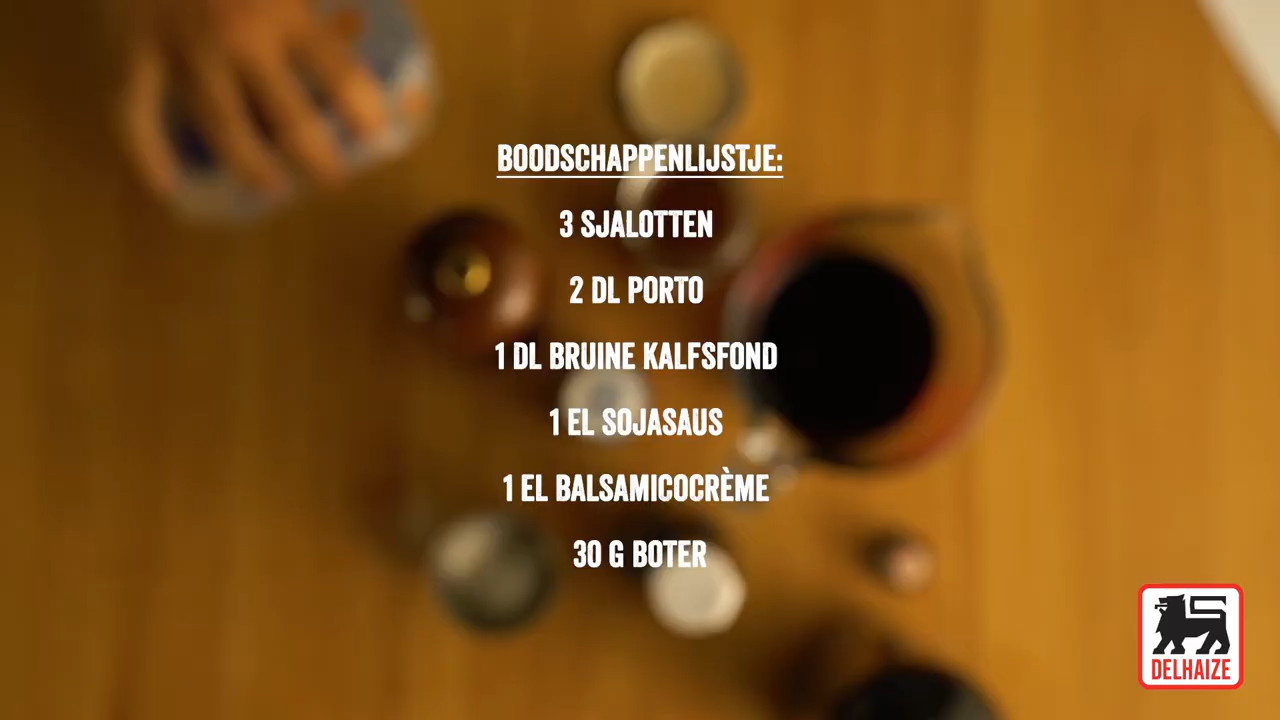 BOODSCHAPPENLIJSTJE:
3 SJALOTTEN
2 DL PORTO
1 DL BRUINE KALFSFOND
1 EL SOJASAUS
1 EL BALSAMICOCRÈME
30 G BOTER
DELHAIZE